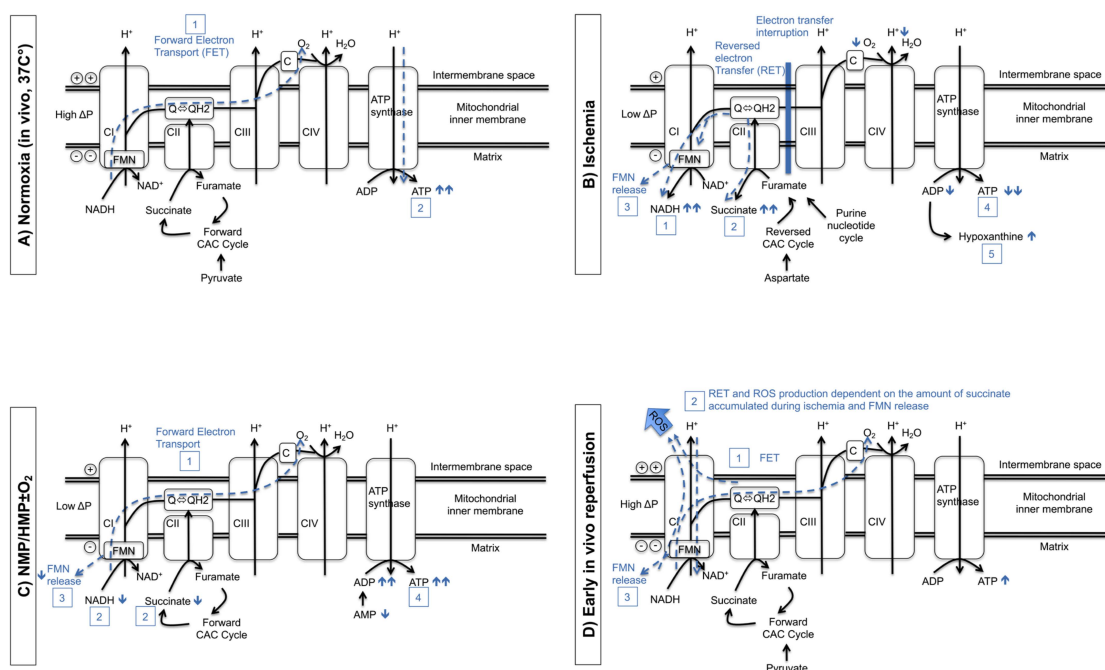 A) Normoxia (in vivo, 37C°)
1
Forward Electron
Transport (FET)
H⁺
H⁺
H⁺
O₂
H₂O
H⁺
C
High ΔP
CI
Q⇔QH2
CII
CIII
CIV
ATP
synthase
Intermembrane space
Mitochondrial
inner membrane
Matrix
FMN
NAD⁺
NADH
Furamate
Succinate
Forward
CAC Cycle
Pyruvate
ADP
ATP
2
B) Ischemia
Electron transfer
interruption
Reversed
electron
Transfer (RET)
H⁺
H⁺
O₂
H⁺
H₂O
H⁺
C
Low ΔP
CI
Q⇔QH2
CII
CIII
CIV
ATP
synthase
Intermembrane space
Mitochondrial
inner membrane
Matrix
FMN
FMN
release
3
NAD⁺
NADH
1
Furamate
Succinate
2
Reversed
CAC Cycle
Purine
nucleotide
cycle
Aspartate
ADP
ATP
4
Hypoxanthine
5
C) NMP/HMP±O₂
Forward Electron
Transport
1
H⁺
H⁺
H⁺
O₂
H₂O
H⁺
C
Low ΔP
CI
Q⇔QH2
CII
CIII
CIV
ATP
synthase
Intermembrane space
Mitochondrial
inner membrane
Matrix
FMN
FMN
release
3
NAD⁺
NADH
2
Furamate
Succinate
2
Forward
CAC Cycle
ADP
ATP
AMP
4
D) Early in vivo reperfusion
2
RET and ROS production dependent on the amount of succinate
accumulated during ischemia and FMN release
ROS
H⁺
1
FET
H⁺
H⁺
O₂
H₂O
H⁺
C
High ΔP
CI
Q⇔QH2
CII
CIII
CIV
ATP
synthase
Intermembrane space
Mitochondrial
inner membrane
Matrix
FMN
FMN
release
3
NAD⁺
NADH
Furamate
Succinate
Forward
CAC Cycle
Pyruvate
ADP
ATP